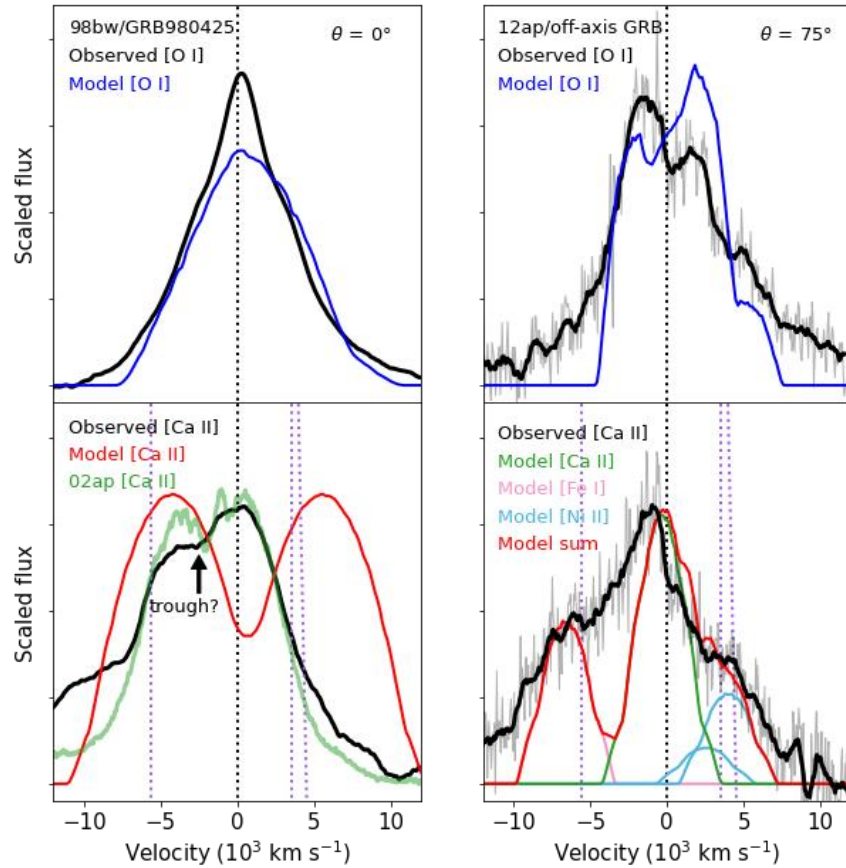 98bw/GRB980425
θ = 0°
Observed [O I]
Model [O I]
Scaled flux
12ap/off-axis GRB
θ = 75°
Observed [O I]
Model [O I]
Observed [Ca II]
Model [Ca II]
02ap [Ca II]
trough?
Scaled flux
−10 −5 0 5 10
Velocity (10³ km s⁻¹)
Observed [Ca II]
Model [Ca II]
Model [Fe I]
Model [Ni II]
Model sum
−10 −5 0 5 10
Velocity (10³ km s⁻¹)